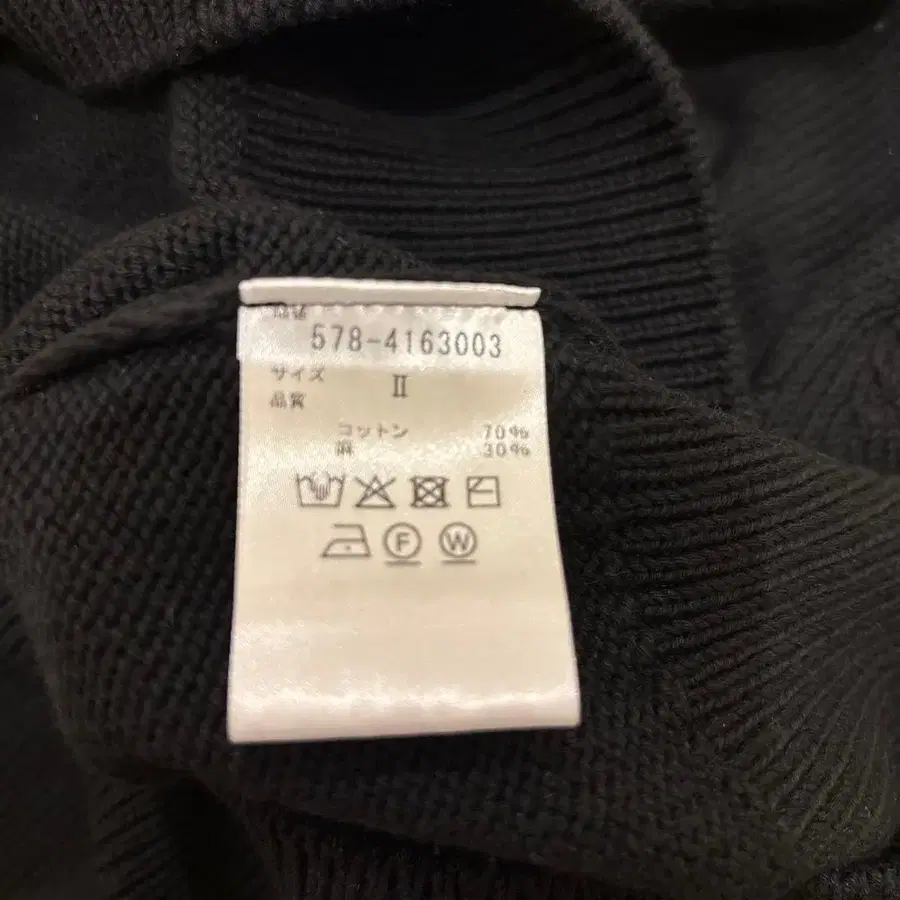 578-4163003
サイズ II
品質
コットン 70%
麻 30%
F W